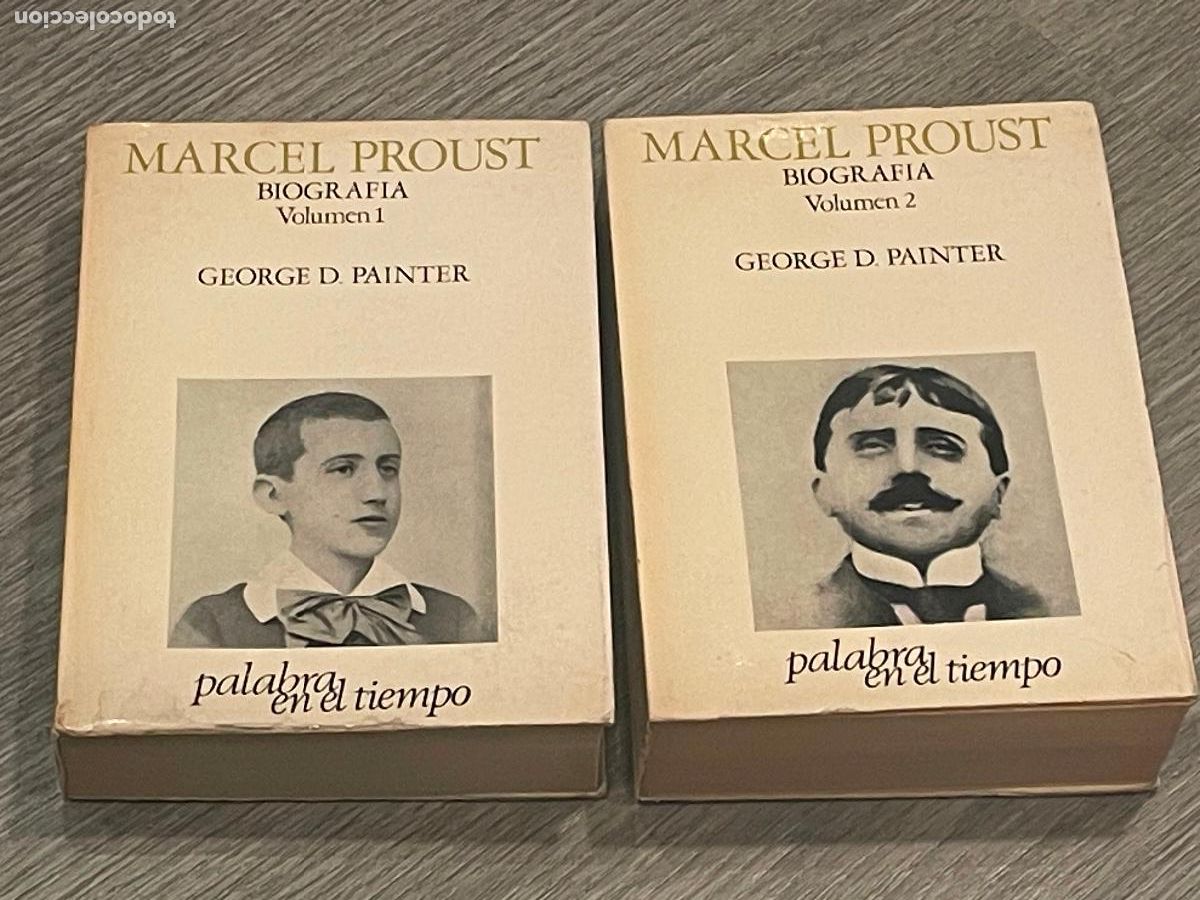 todocoleccion
MARCEL PROUST
BIOGRAFIA
Volumen 1
GEORGE D. PAINTER
palabra
en el tiempo
MARCEL PROUST
BIOGRAFIA
Volumen 2
GEORGE D. PAINTER
palabra
en el tiempo